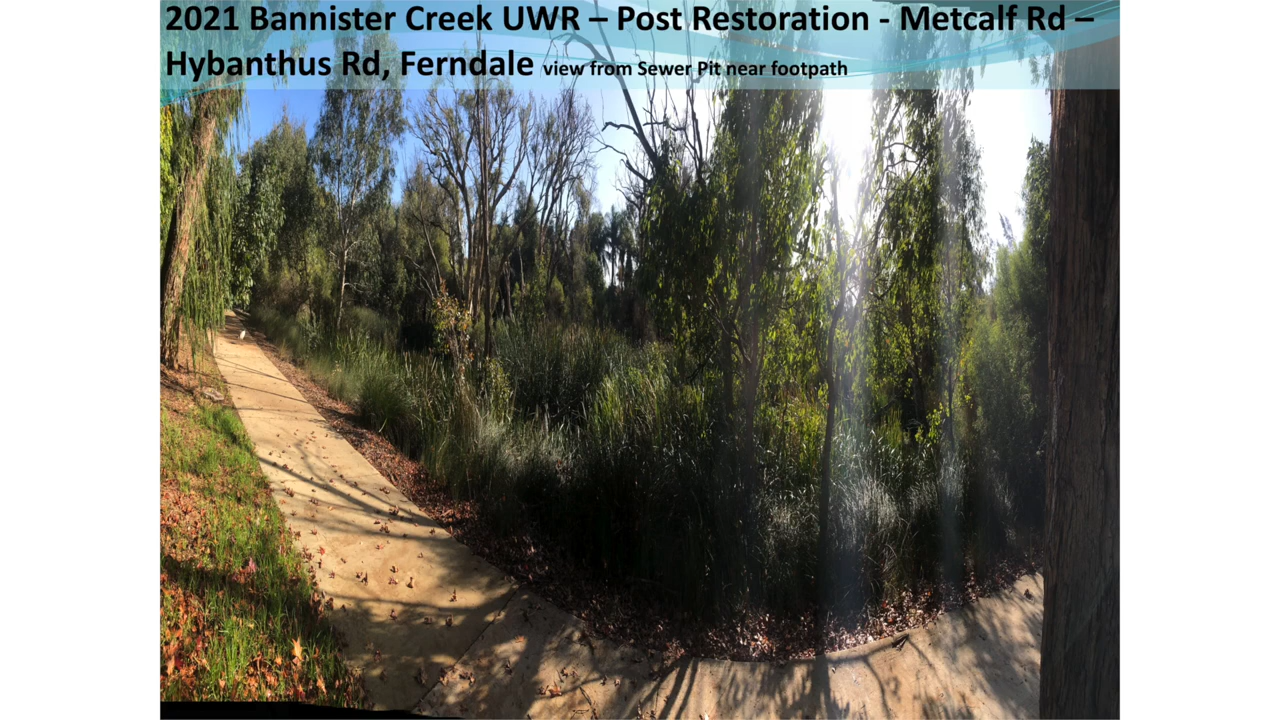 2021 Bannister Creek UWR – Post Restoration - Metcalf Rd –
Hybanthus Rd, Ferndale view from Sewer Pit near footpath